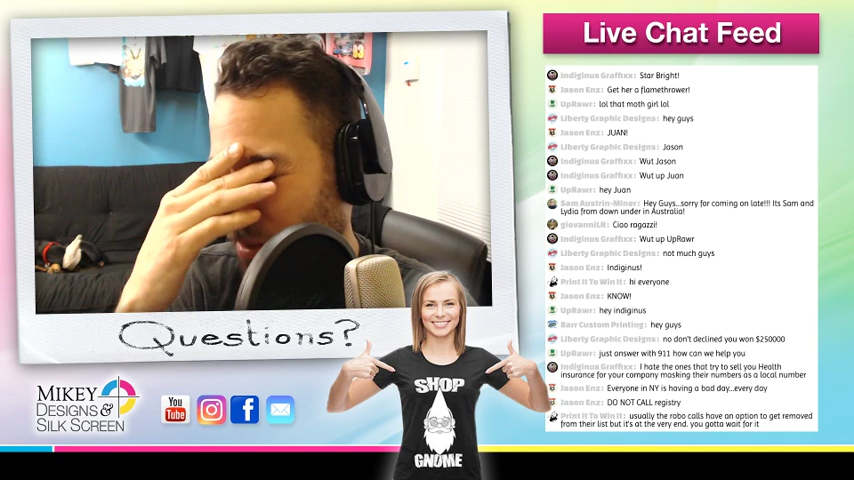 Live Chat Feed
Indiginus Graffixx: Star Bright!
Jason Enz: Get her a flamethrower!
UpRawr: lol that moth girl lol
Liberty Graphic Designs: hey guys
Jason Enz: JUAN!
Liberty Graphic Designs: Jason
Indiginus Graffixx: Wut Jason
Indiginus Graffixx: Wut up Juan
UpRawr: hey Juan
Sam Austrin-Miner: Hey Guys...sorry for coming on late!!! Its Sam and
Lydia from down under in Australia!
giovanniLR: Ciao ragazzi!
Indiginus Graffixx: Wut up UpRawr
Liberty Graphic Designs: not much guys
Jason Enz: Indiginus!
Print It To Win It: hi everyone
Jason Enz: KNOW!
UpRawr: hey indiginus
Barr Custom Printing: hey guys
Liberty Graphic Designs: no don't declined you won $250000
UpRawr: just answer with 911 how can we help you
Indiginus Graffixx: I hate the ones that try to sell you Health
insurance for your company masking their numbers as a local number
Jason Enz: Everyone in NY is having a bad day...every day
Jason Enz: DO NOT CALL registry
Print It To Win It: usually the robo calls have an option to get removed
from their list but it's at the very end. you gotta wait for it
Questions?
MIKEY
DESIGNS &
SILK SCREEN
You
Tube
SHOP
GNOME